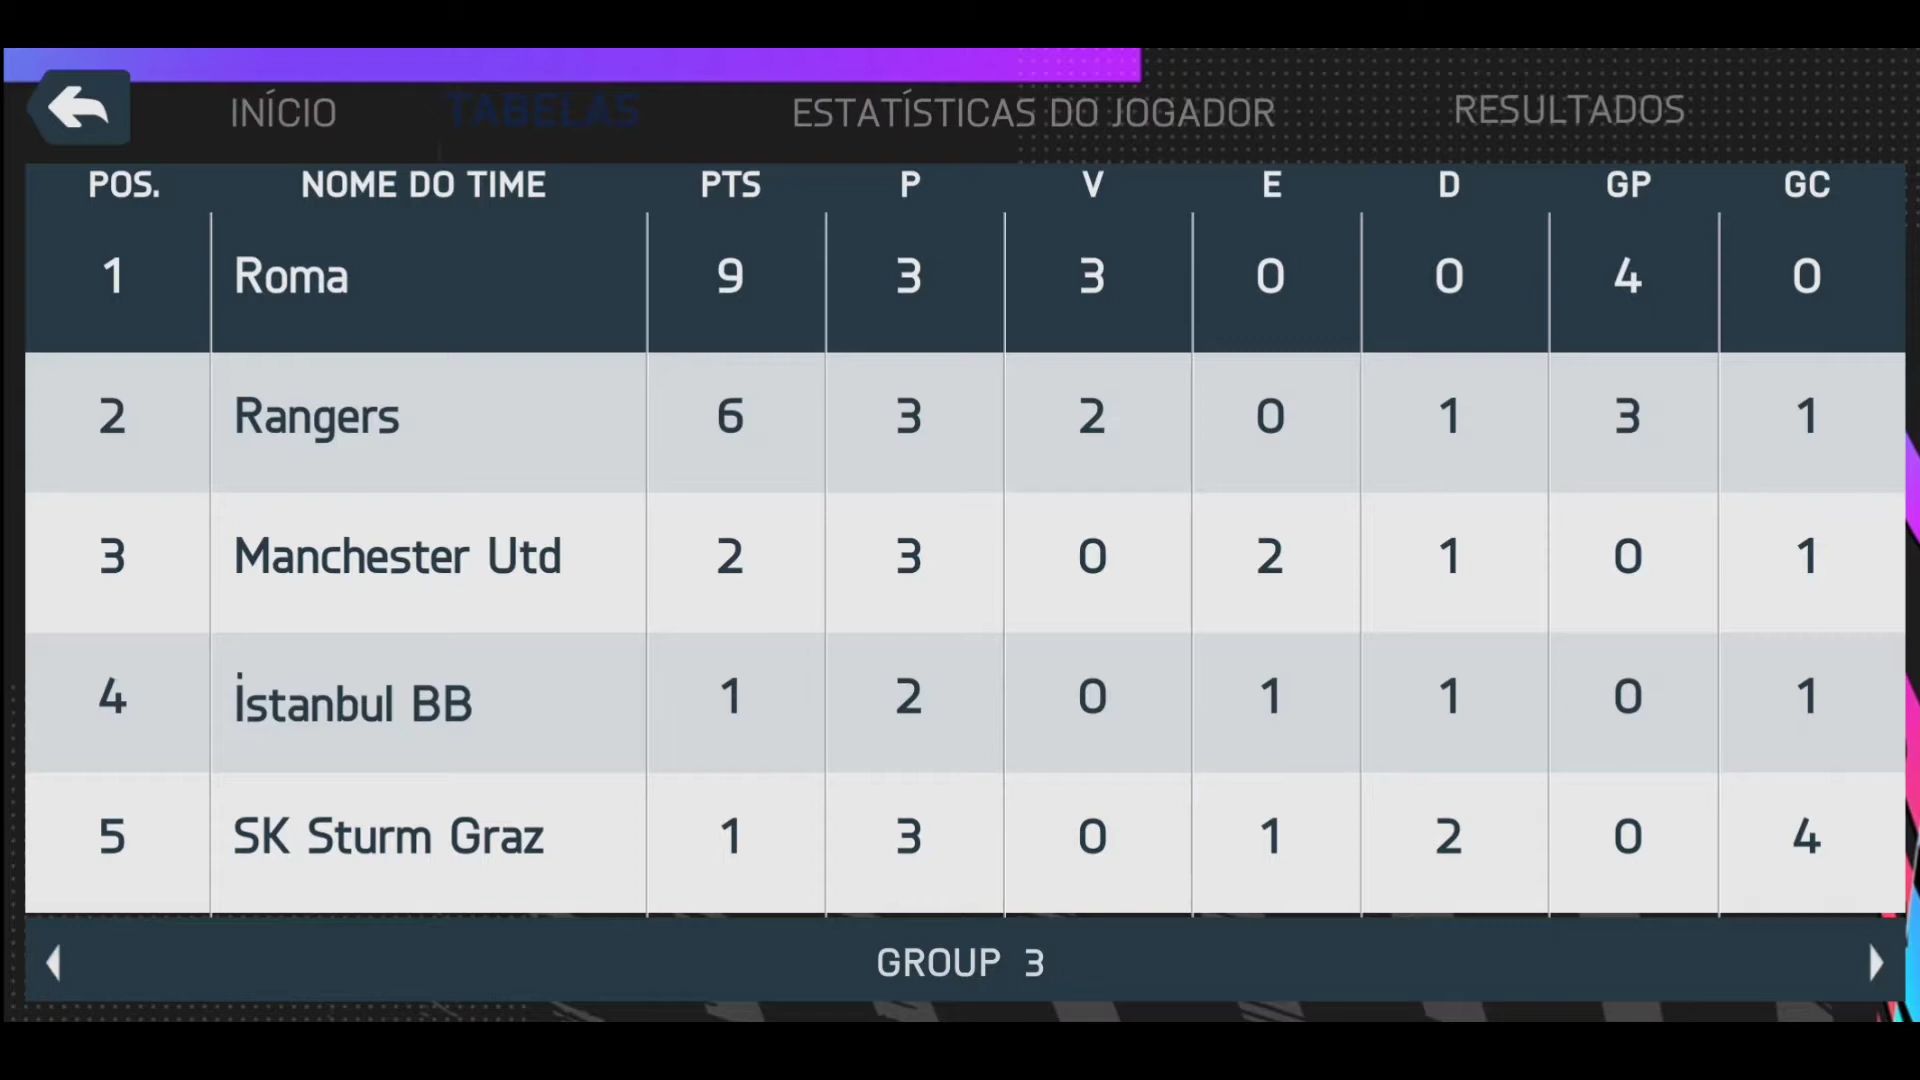 INÍCIO TABELAS ESTATÍSTICAS DO JOGADOR RESULTADOS
POS. NOME DO TIME PTS P V E D GP GC
1 Roma 9 3 3 0 0 4 0
2 Rangers 6 3 2 0 1 3 1
3 Manchester Utd 2 3 0 2 1 0 1
4 İstanbul BB 1 2 0 1 1 0 1
5 SK Sturm Graz 1 3 0 1 2 0 4
GROUP 3